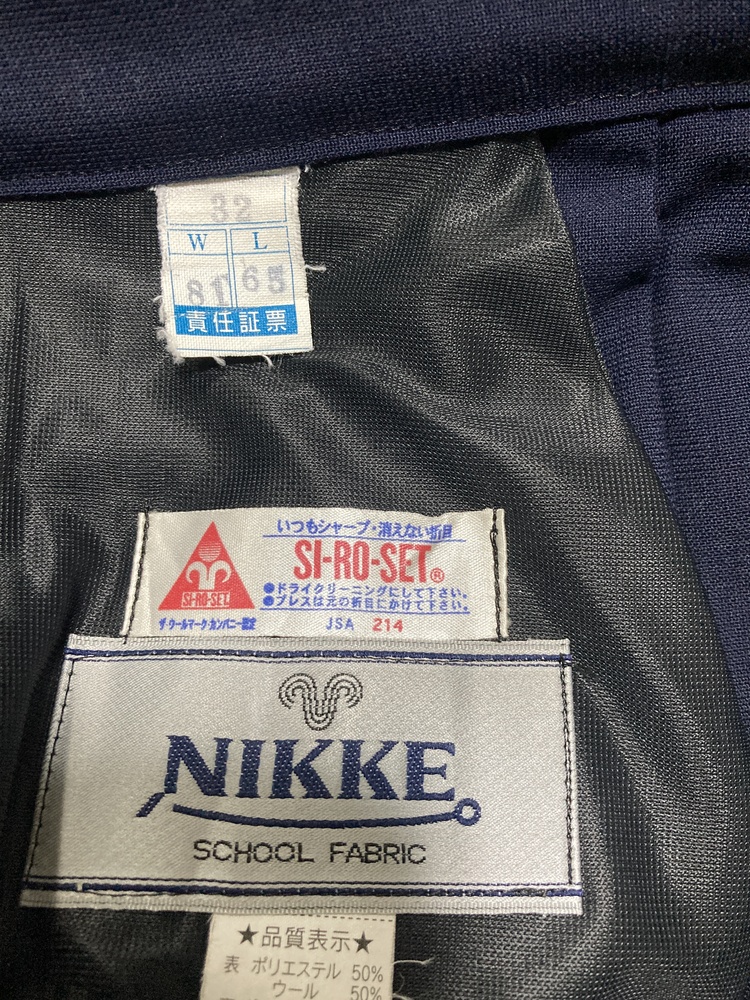 32
W L
81 65
責任証票
いつもシャープ・消えない折目
SI-RO-SET®
SI-RO-SET
●ドライクリーニングにして下さい。
●プレスは元の折目にかけて下さい。
ザ・ウールマーク・カンパニー認定
JSA 214
NIKKE
SCHOOL FABRIC
★品質表示★
表 ポリエステル 50%
ウール 50%